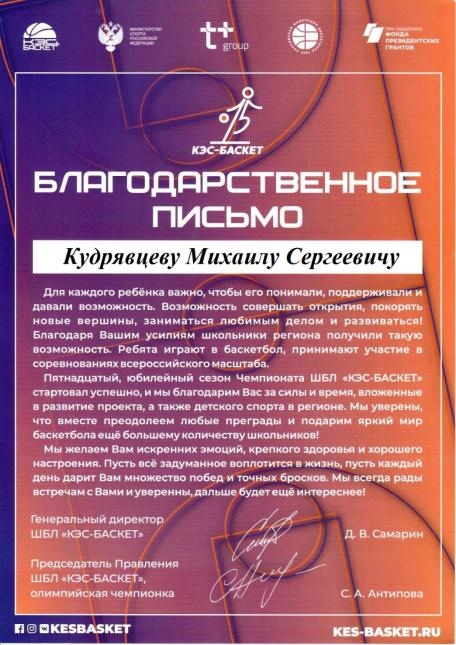 КЭС-БАСКЕТ
МИНИСТЕРСТВО
СПОРТА
РОССИЙСКОЙ
ФЕДЕРАЦИИ
t+
group
ФОНДА
ПРЕЗИДЕНТСКИХ
ГРАНТОВ
КЭС-БАСКЕТ
БЛАГОДАРСТВЕННОЕ
ПИСЬМО
Кудрявцеву Михаилу Сергеевичу
Для каждого ребёнка важно, чтобы его понимали, поддерживали и
давали возможность. Возможность совершать открытия, покорять
новые вершины, заниматься любимым делом и развиваться!
Благодаря Вашим усилиям школьники региона получили такую
возможность. Ребята играют в баскетбол, принимают участие в
соревнованиях всероссийского масштаба.
Пятнадцатый, юбилейный сезон Чемпионата ШБЛ «КЭС-БАСКЕТ»
стартовал успешно, и мы благодарим Вас за силы и время, вложенные
в развитие проекта, а также детского спорта в регионе. Мы уверены,
что вместе преодолеем любые преграды и подарим яркий мир
баскетбола ещё большему количеству школьников!
Мы желаем Вам искренних эмоций, крепкого здоровья и хорошего
настроения. Пусть всё задуманное воплотится в жизнь, пусть каждый
день дарит Вам множество побед и точных бросков. Мы всегда рады
встречам с Вами и уверенны, дальше будет ещё интереснее!
Генеральный директор
ШБЛ «КЭС-БАСКЕТ»
Д. В. Самарин
Председатель Правления
ШБЛ «КЭС-БАСКЕТ»,
олимпийская чемпионка
С. А. Антипова
KESBASKET
KES-BASKET.RU